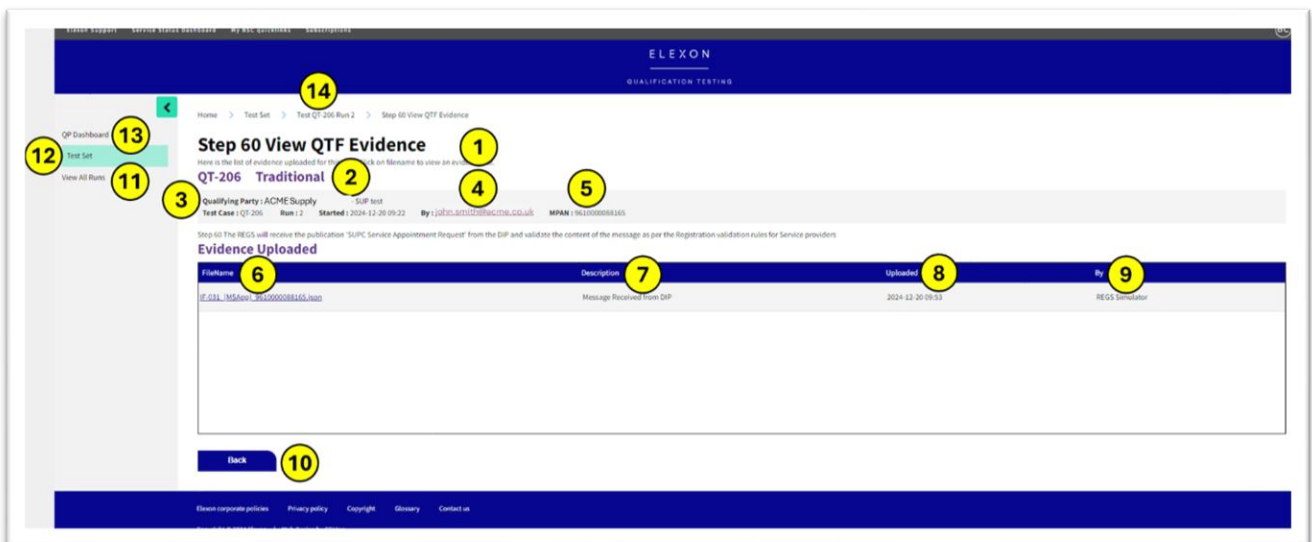 Elexon Support Service Status Dashboard My BSC quicklinks Subscriptions BC
ELEXON
QUALIFICATION TESTING
14
Home > Test Set > Test QT-206 Run 2 > Step 60 View QTF Evidence
QP Dashboard 13
12 Test Set
View All Runs 11
Step 60 View QTF Evidence 1
Here is the list of evidence uploaded for this click on filename to view an
QT-206 Traditional 2
4 5
3 Qualifying Party : ACME Supply - SUP test
Test Case : QT-206 Run : 2 Started : 2024-12-20 09:22 By : john.smith@acme.co.uk MPAN : 9610000088165
Step 60 The REGS will receive the publication 'SUPC Service Appointment Request' from the DIP and validate the content of the message as per the Registration validation rules for Service providers
Evidence Uploaded
FileName 6 Description 7 Uploaded 8 By 9
IF-031_[MSApp]_9610000088165.json Message Received from DIP 2024-12-20 09:53 REGS Simulator
Back 10
Elexon corporate policies Privacy policy Copyright Glossary Contact us